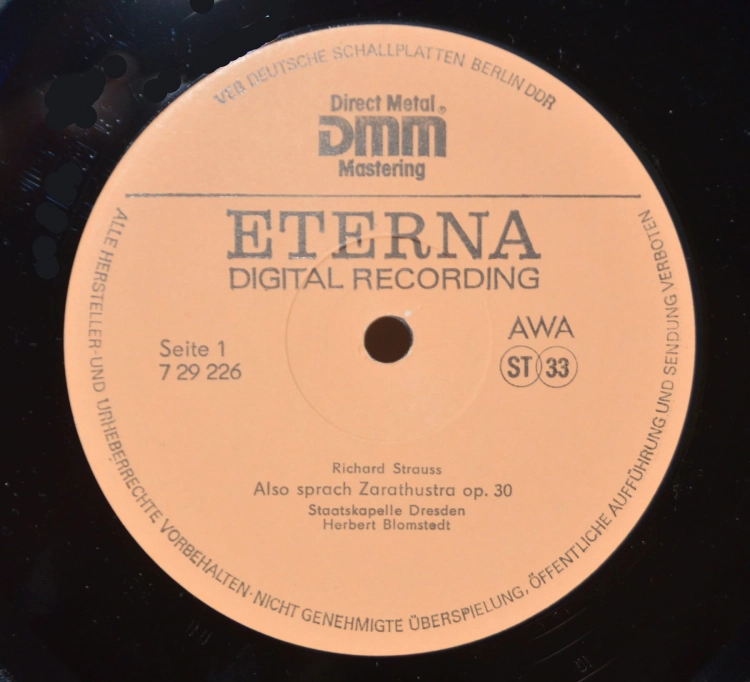 VEB DEUTSCHE SCHALLPLATTEN BERLIN DDR
Direct Metal
DMM®
Mastering
ETERNA
DIGITAL RECORDING
Seite 1
7 29 226
AWA
ST 33
Richard Strauss
Also sprach Zarathustra op. 30
Staatskapelle Dresden
Herbert Blomstedt
ALLE HERSTELLER-UND URHEBERRECHTE VORBEHALTEN·NICHT GENEHMIGTE ÜBERSPIELUNG, ÖFFENTLICHE AUFFÜHRUNG UND SENDUNG VERBOTEN